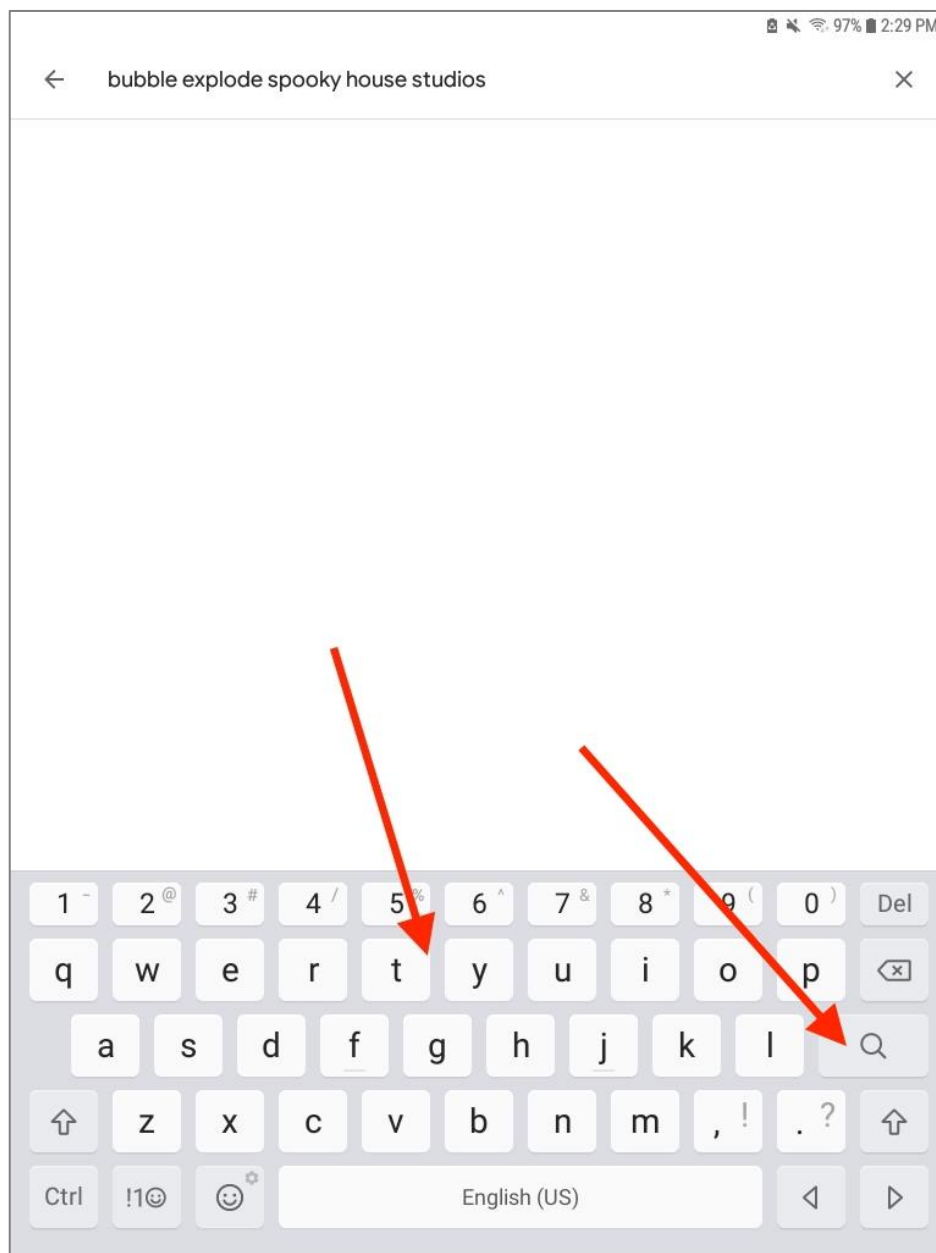 97% 2:29 PM
bubble explode spooky house studios
1 - 2 @ 3 # 4 / 5 % 6 ^ 7 & 8 * 9 ( 0 ) Del
q w e r t y u i o p
a s d f g h j k l
z x c v b n m , ! . ?
Ctrl !1☺ English (US)